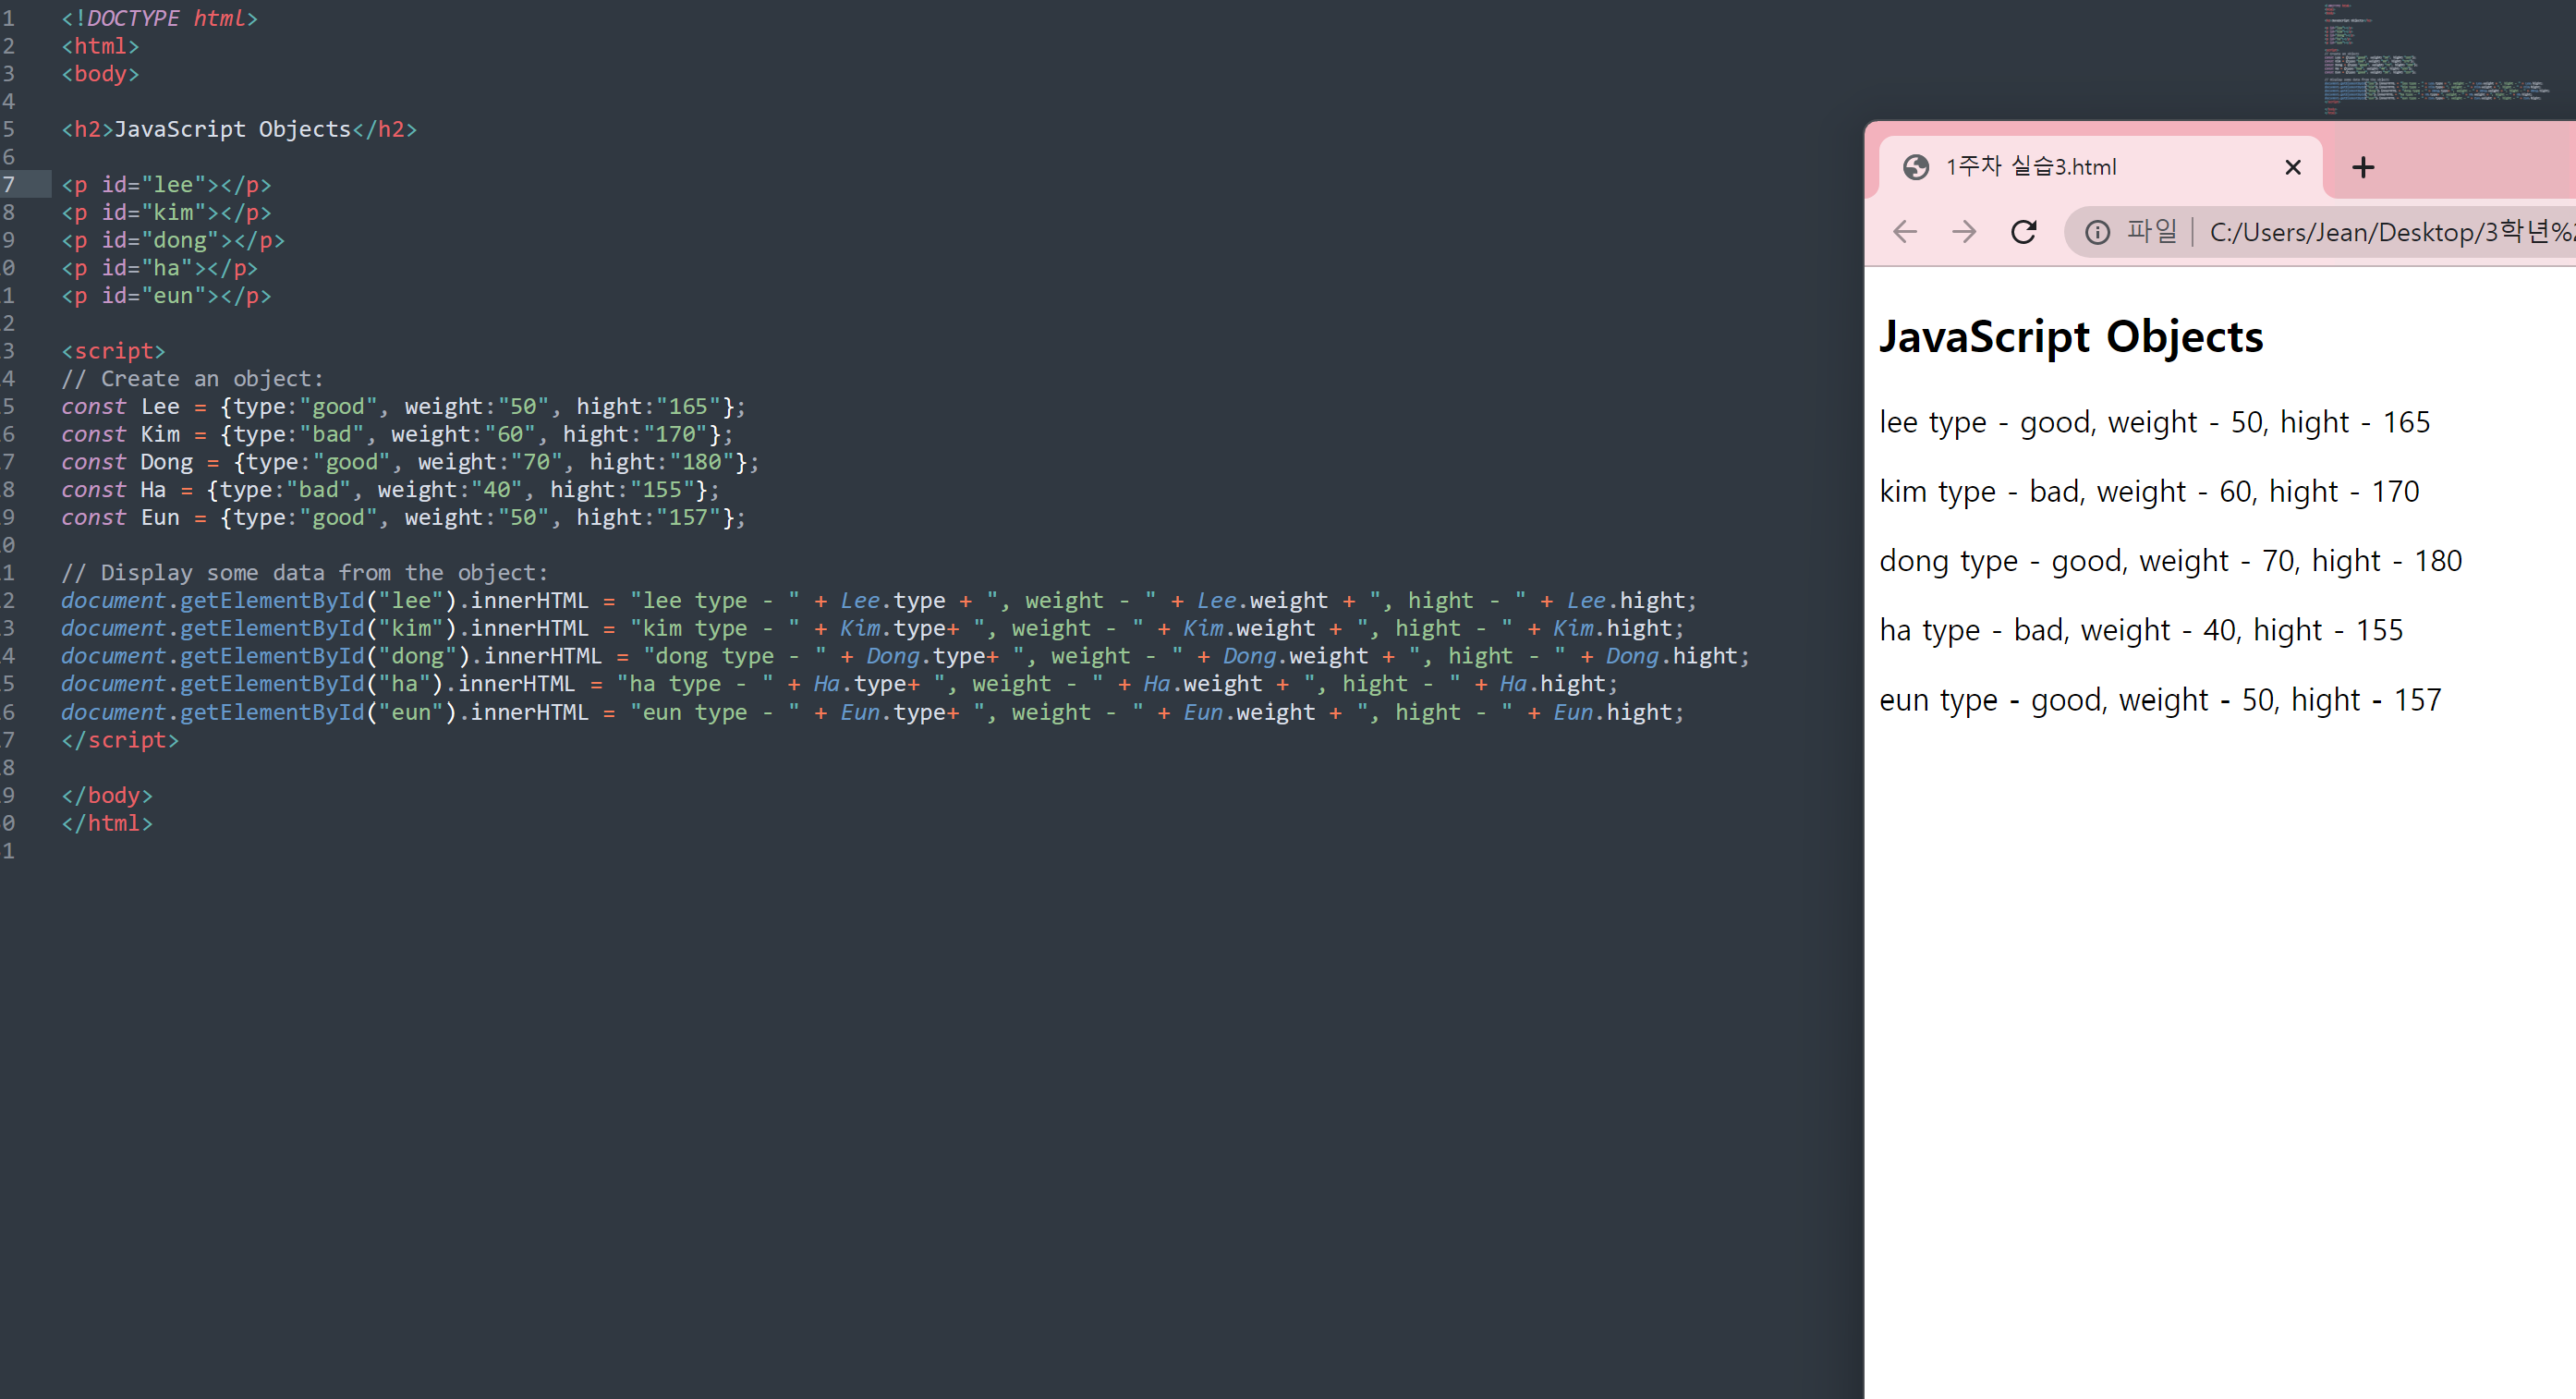 1 <!DOCTYPE html>
2 <html>
3 <body>
4
5 <h2>JavaScript Objects</h2>
6
7 <p id="lee"></p>
8 <p id="kim"></p>
9 <p id="dong"></p>
0 <p id="ha"></p>
1 <p id="eun"></p>
2
3 <script>
4 // Create an object:
5 const Lee = {type:"good", weight:"50", hight:"165"};
6 const Kim = {type:"bad", weight:"60", hight:"170"};
7 const Dong = {type:"good", weight:"70", hight:"180"};
8 const Ha = {type:"bad", weight:"40", hight:"155"};
9 const Eun = {type:"good", weight:"50", hight:"157"};
0
1 // Display some data from the object:
2 document.getElementById("lee").innerHTML = "lee type - " + Lee.type + ", weight - " + Lee.weight + ", hight - " + Lee.hight;
3 document.getElementById("kim").innerHTML = "kim type - " + Kim.type+ ", weight - " + Kim.weight + ", hight - " + Kim.hight;
4 document.getElementById("dong").innerHTML = "dong type - " + Dong.type+ ", weight - " + Dong.weight + ", hight - " + Dong.hight;
5 document.getElementById("ha").innerHTML = "ha type - " + Ha.type+ ", weight - " + Ha.weight + ", hight - " + Ha.hight;
6 document.getElementById("eun").innerHTML = "eun type - " + Eun.type+ ", weight - " + Eun.weight + ", hight - " + Eun.hight;
7 </script>
8
9 </body>
0 </html>
1
1주차 실습3.html
파일 C:/Users/Jean/Desktop/3학년%
JavaScript Objects
lee type - good, weight - 50, hight - 165
kim type - bad, weight - 60, hight - 170
dong type - good, weight - 70, hight - 180
ha type - bad, weight - 40, hight - 155
eun type - good, weight - 50, hight - 157